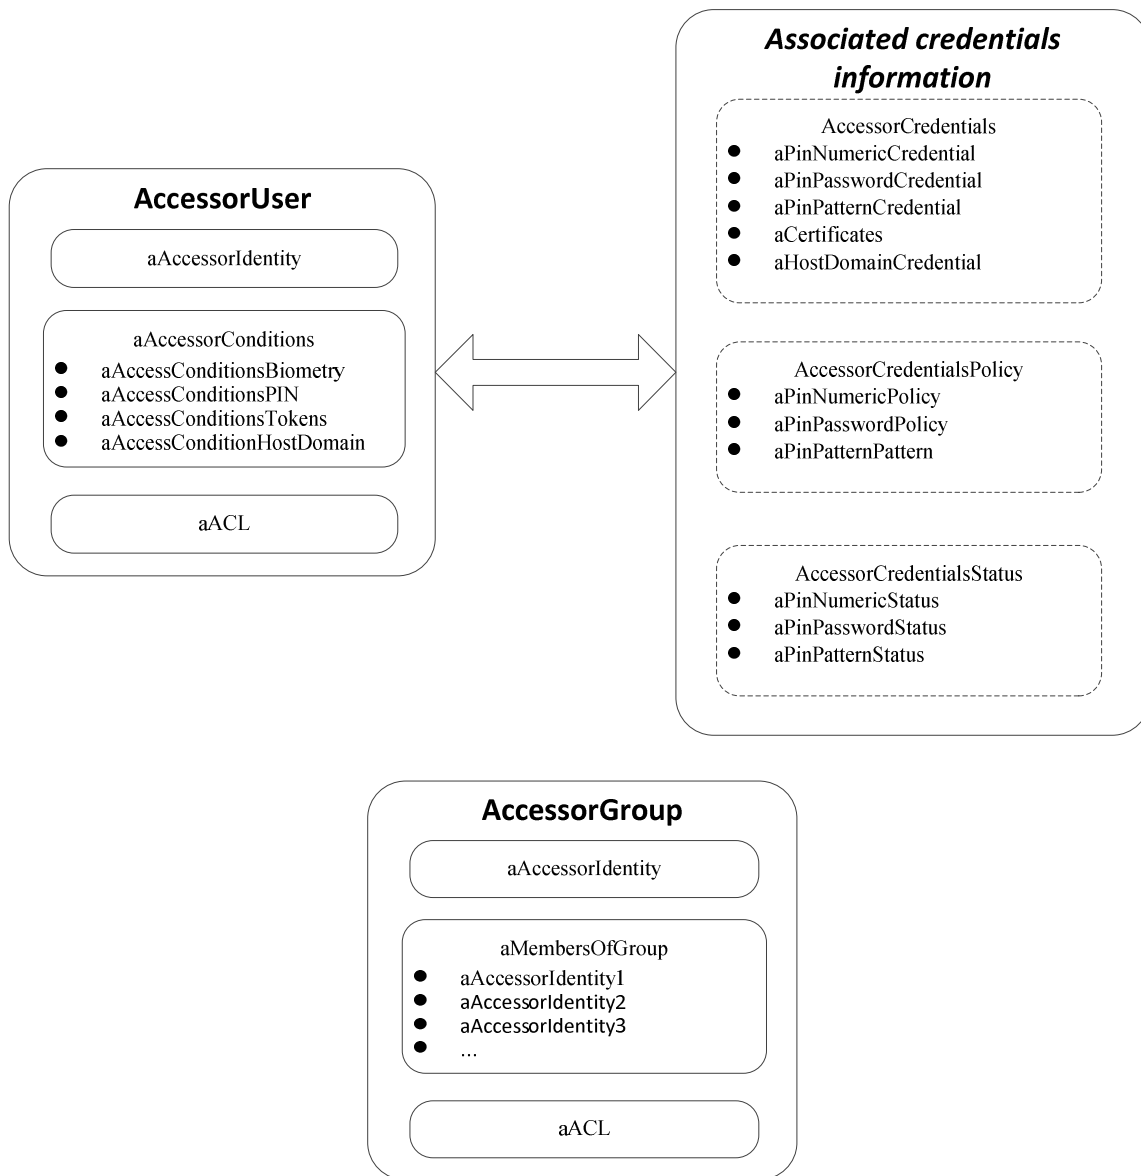 AccessorUser
aAccessorIdentity
aAccessorConditions
● aAccessConditionsBiometry
● aAccessConditionsPIN
● aAccessConditionsTokens
● aAccessConditionHostDomain
aACL
Associated credentials
information
AccessorCredentials
● aPinNumericCredential
● aPinPasswordCredential
● aPinPatternCredential
● aCertificates
● aHostDomainCredential
AccessorCredentialsPolicy
● aPinNumericPolicy
● aPinPasswordPolicy
● aPinPatternPattern
AccessorCredentialsStatus
● aPinNumericStatus
● aPinPasswordStatus
● aPinPatternStatus
AccessorGroup
aAccessorIdentity
aMembersOfGroup
● aAccessorIdentity1
● aAccessorIdentity2
● aAccessorIdentity3
● ...
aACL